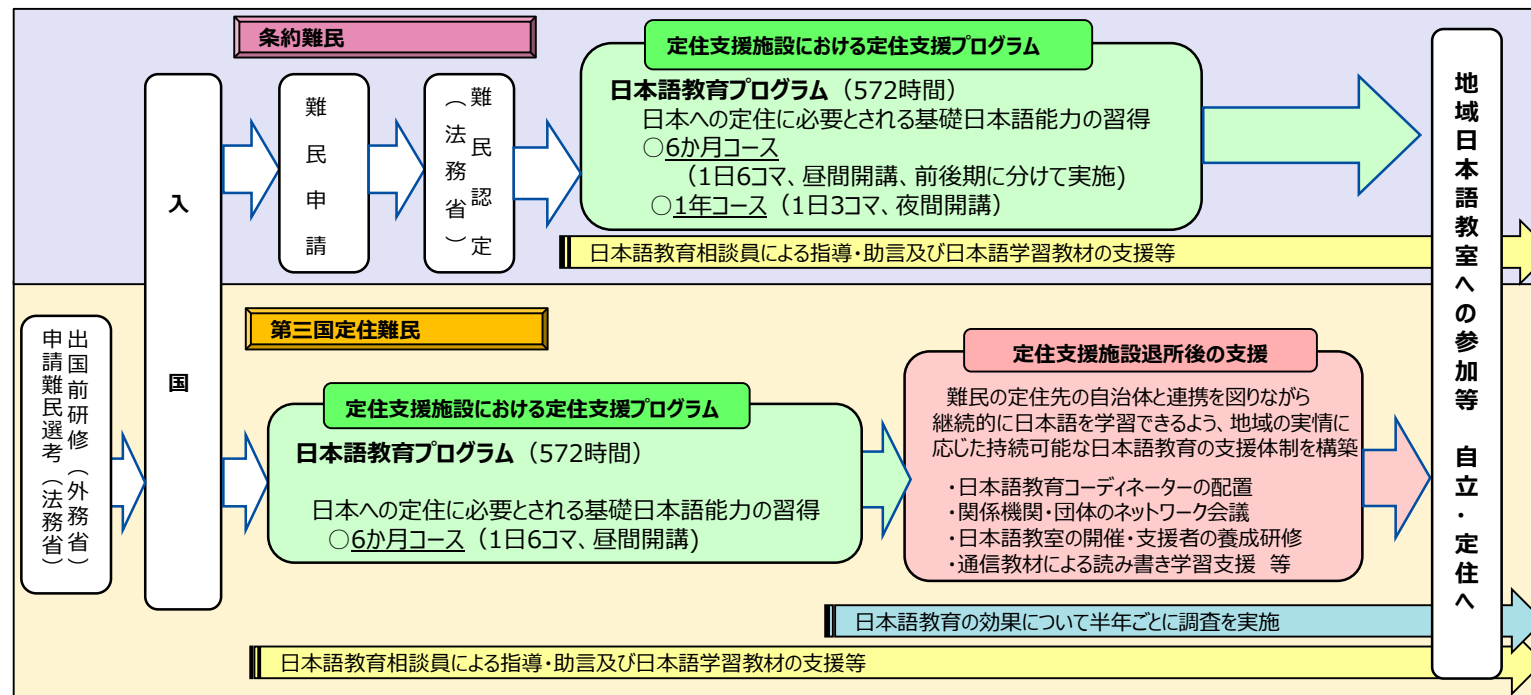 条約難民
入国
難民申請
難民認定
(法務省)
定住支援施設における定住支援プログラム
日本語教育プログラム（572時間）
日本への定住に必要とされる基礎日本語能力の習得
○6か月コース
（1日6コマ、昼間開講、前後期に分けて実施)
○1年コース（1日3コマ、夜間開講）
日本語教育相談員による指導・助言及び日本語学習教材の支援等
地域日本語教室への参加等　自立・定住へ
出国前研修（外務省）
申請難民選考（法務省）
第三国定住難民
定住支援施設における定住支援プログラム
日本語教育プログラム（572時間）
日本への定住に必要とされる基礎日本語能力の習得
○6か月コース（1日6コマ、昼間開講)
定住支援施設退所後の支援
難民の定住先の自治体と連携を図りながら
継続的に日本語を学習できるよう、地域の実情に
応じた持続可能な日本語教育の支援体制を構築
・日本語教育コーディネーターの配置
・関係機関・団体のネットワーク会議
・日本語教室の開催・支援者の養成研修
・通信教材による読み書き学習支援　等
日本語教育の効果について半年ごとに調査を実施
日本語教育相談員による指導・助言及び日本語学習教材の支援等